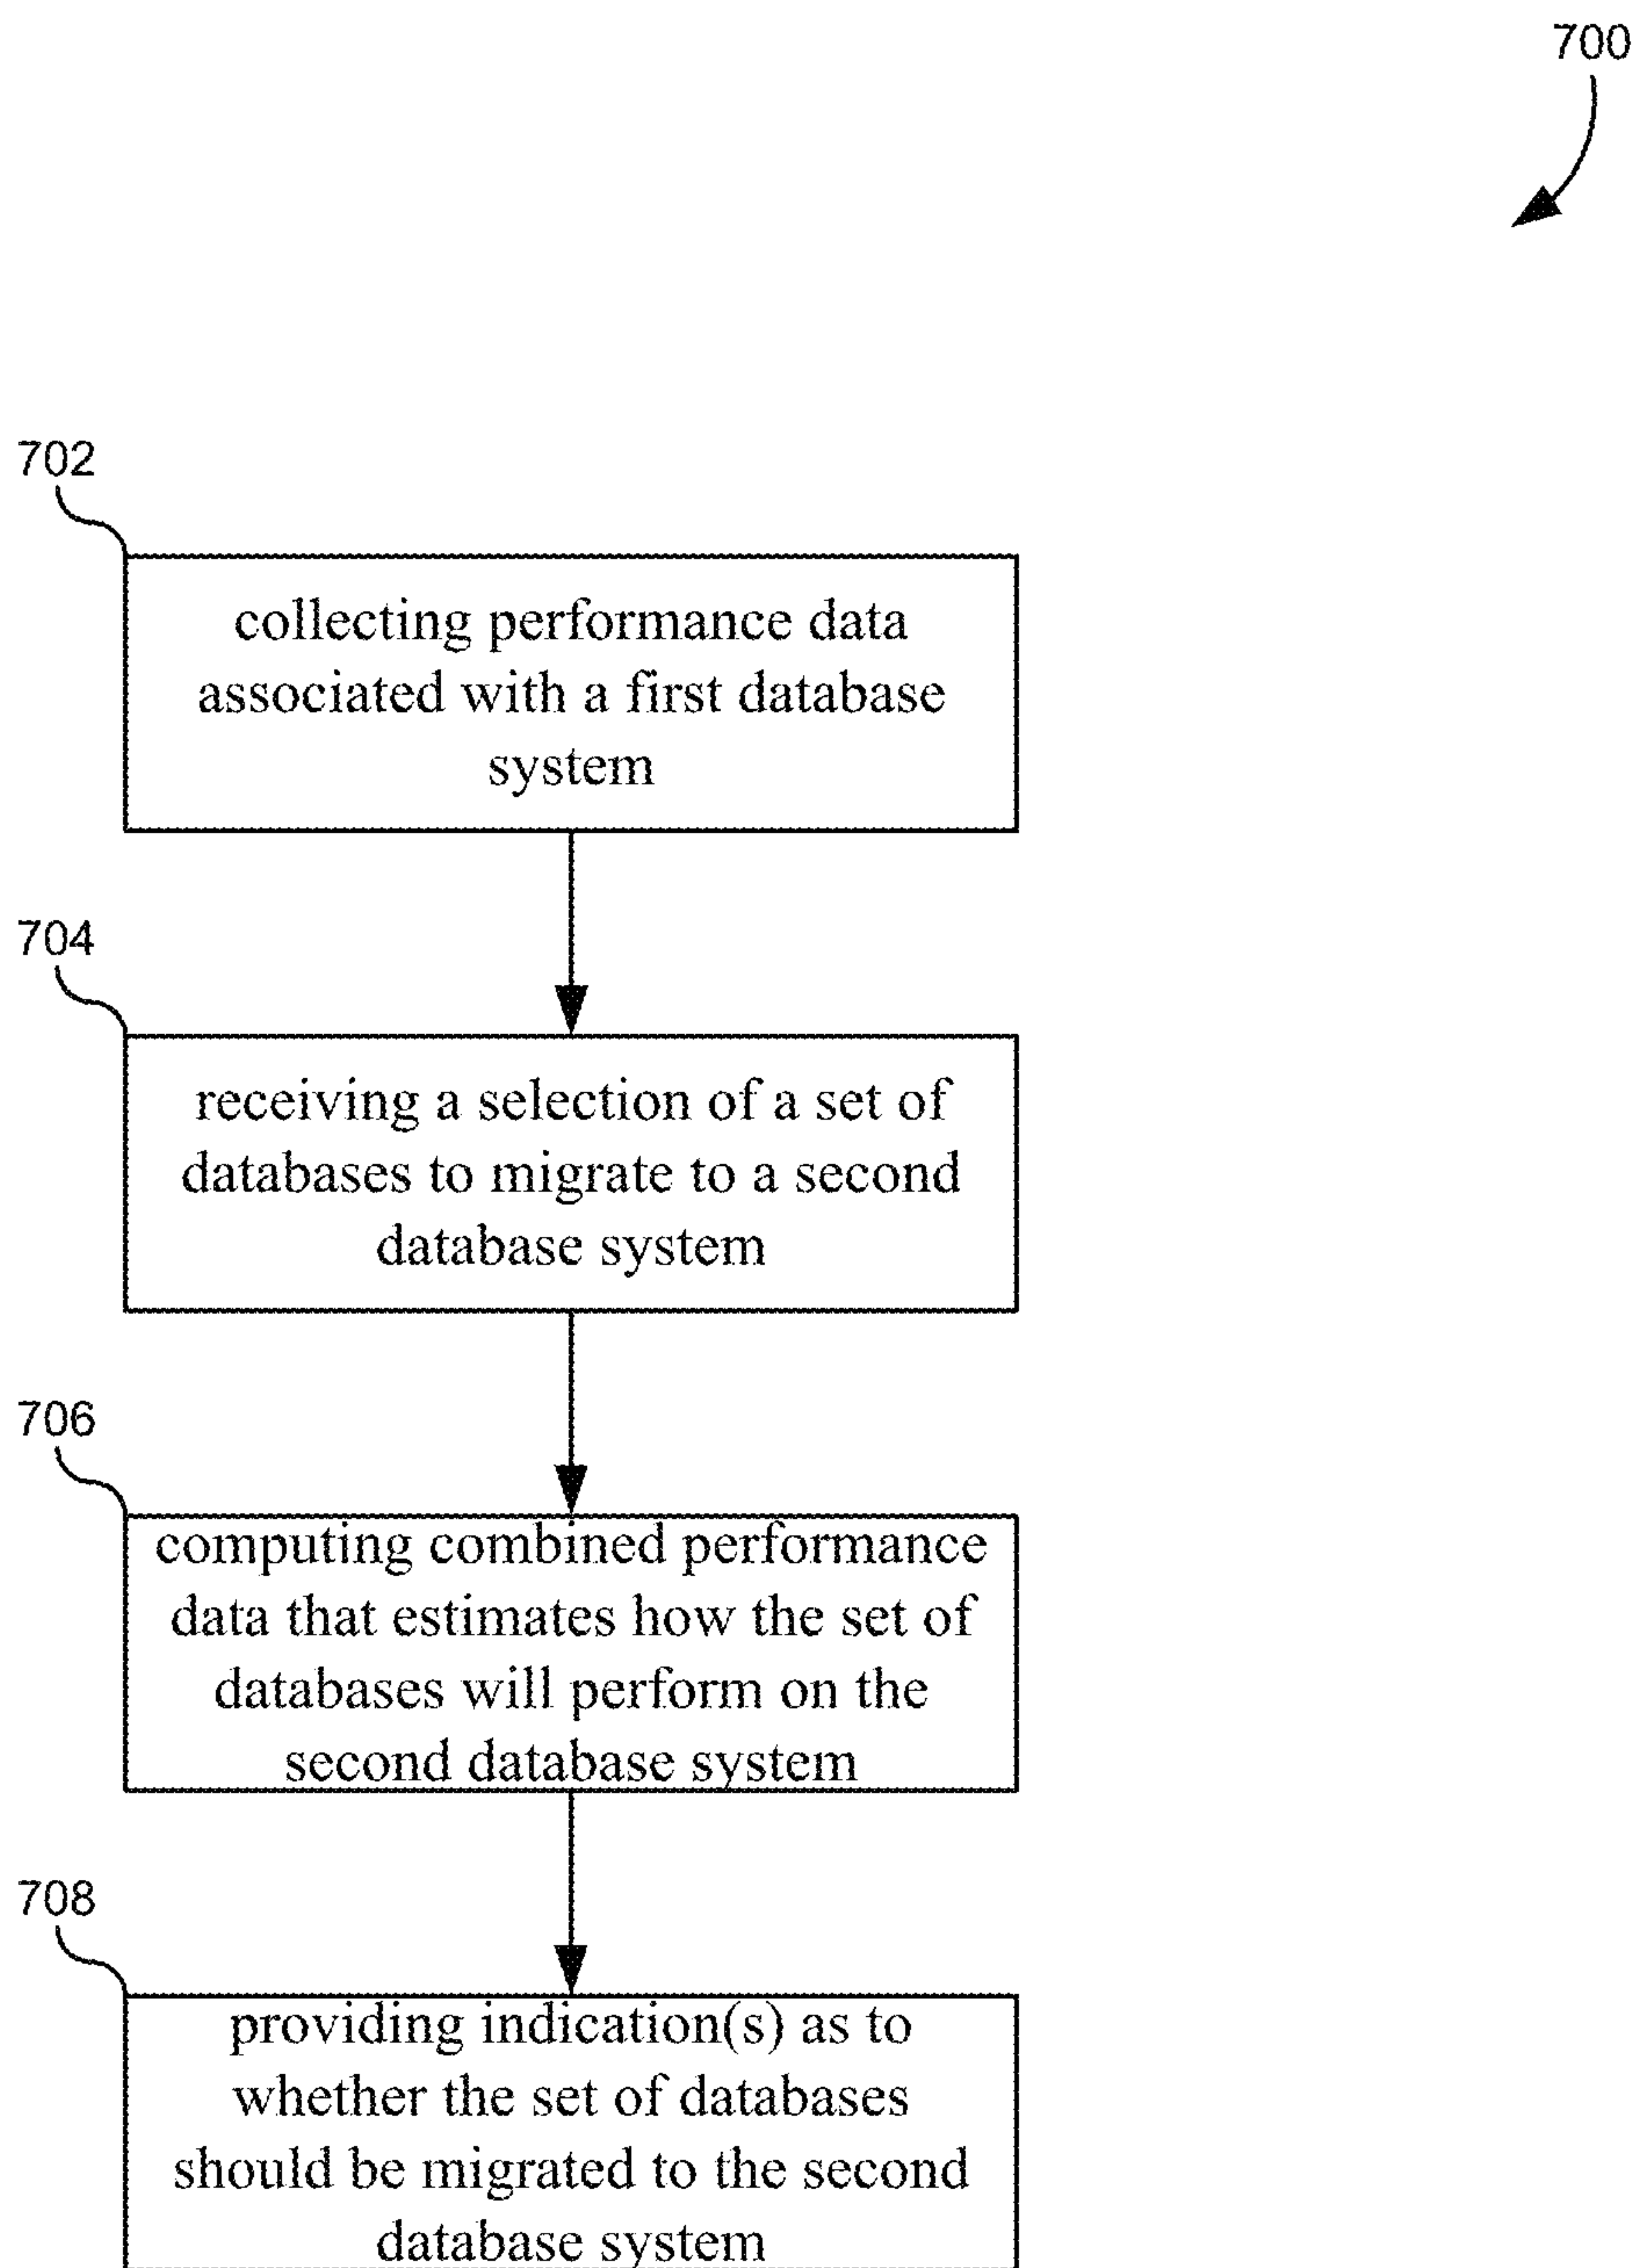 700
702
collecting performance data
associated with a first database
system
704
receiving a selection of a set of
databases to migrate to a second
database system
706
computing combined performance
data that estimates how the set of
databases will perform on the
second database system
708
providing indication(s) as to
whether the set of databases
should be migrated to the second
database system